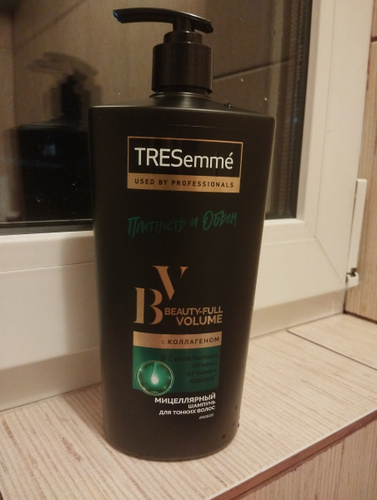 TRESemmé
USED BY PROFESSIONALS
Плотность и Объем
BV
BEAUTY-FULL
VOLUME
с КОЛЛАГЕНОМ
МИЦЕЛЛЯРНЫЙ
ШАМПУНЬ
ДЛЯ ТОНКИХ ВОЛОС